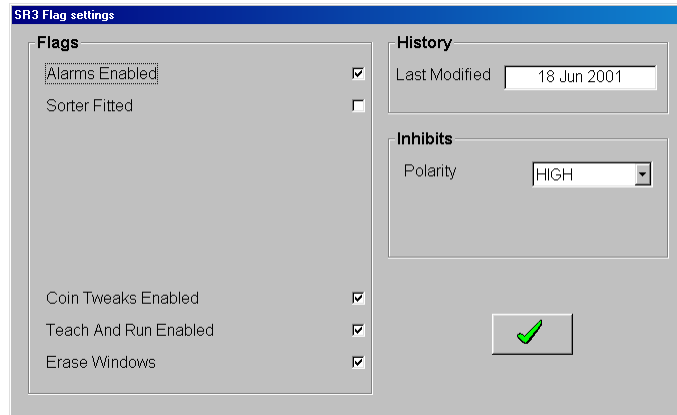 SR3 Flag settings
Flags
Alarms Enabled
Sorter Fitted
Coin Tweaks Enabled
Teach And Run Enabled
Erase Windows
History
Last Modified 18 Jun 2001
Inhibits
Polarity HIGH